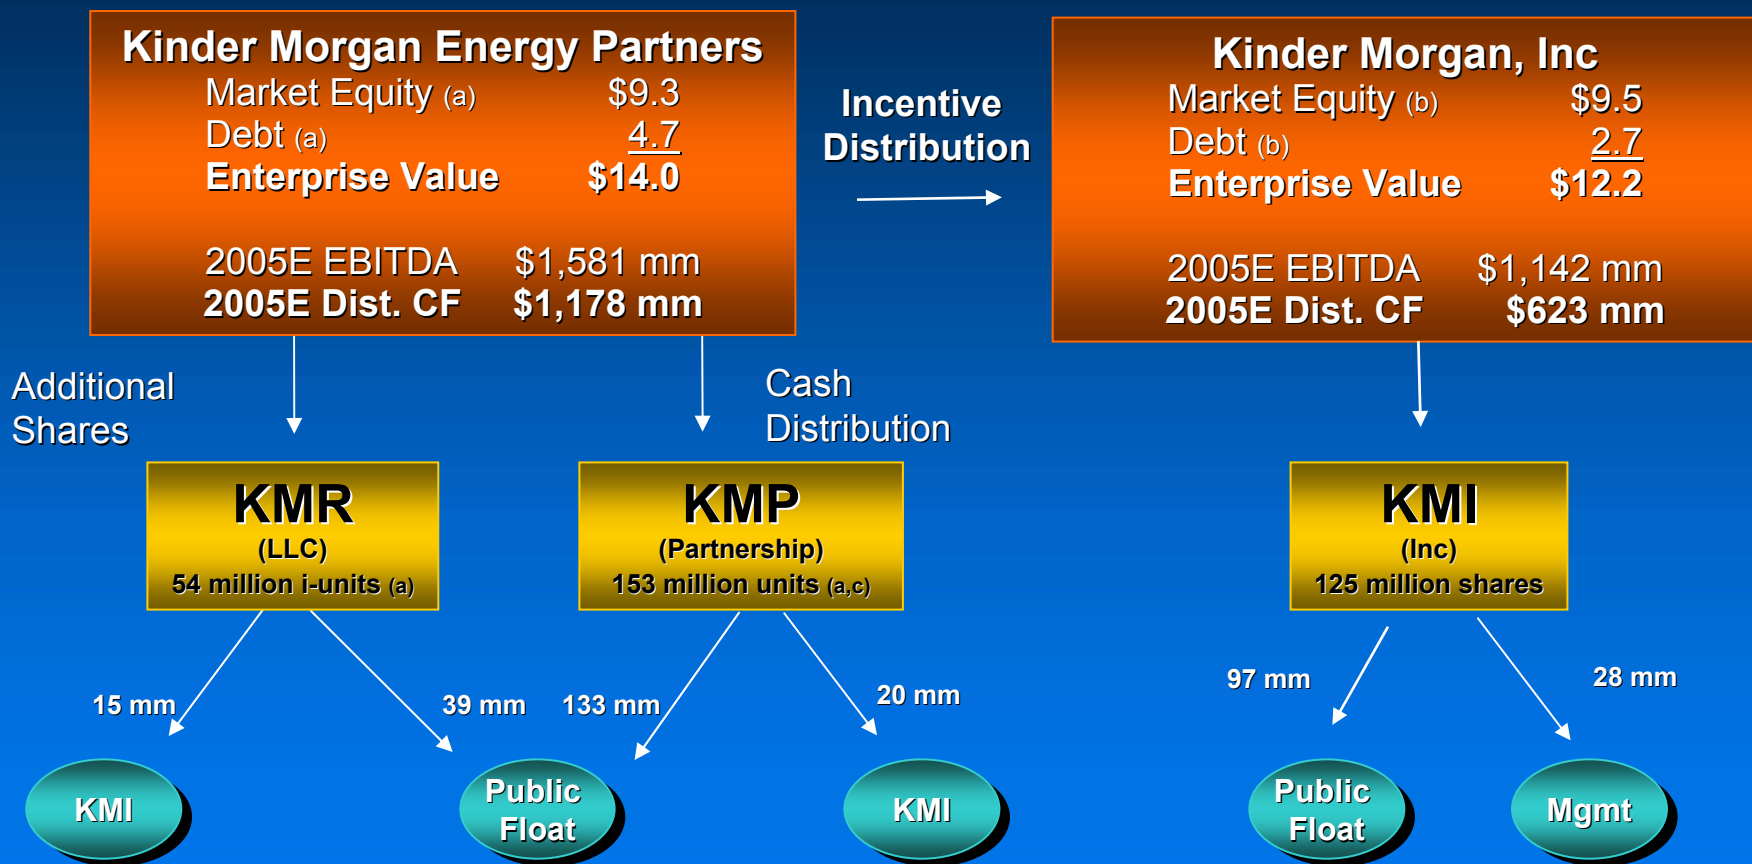 Kinder Morgan Energy Partners
Market Equity (a) $9.3
Debt (a) 4.7
Enterprise Value $14.0
2005E EBITDA $1,581 mm
2005E Dist. CF $1,178 mm
Incentive
Distribution
Kinder Morgan, Inc
Market Equity (b) $9.5
Debt (b) 2.7
Enterprise Value $12.2
2005E EBITDA $1,142 mm
2005E Dist. CF $623 mm
Additional
Shares
Cash
Distribution
KMR
(LLC)
54 million i-units (a)
KMP
(Partnership)
153 million units (a,c)
KMI
(Inc)
125 million shares
15 mm
39 mm
133 mm
20 mm
97 mm
28 mm
KMI
Public
Float
KMI
Public
Float
Mgmt